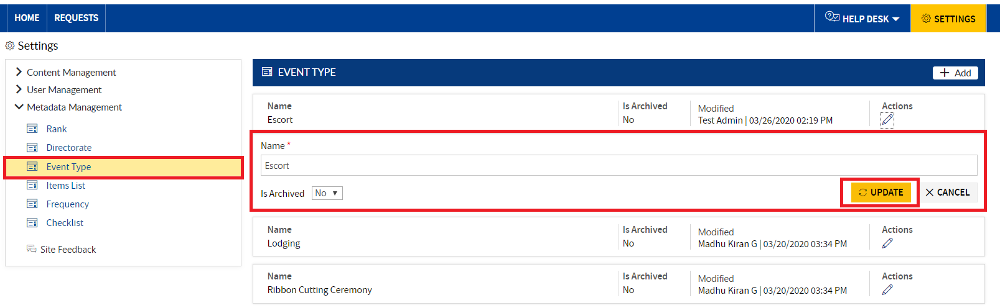 HOME REQUESTS HELP DESK SETTINGS
Settings
Content Management
User Management
Metadata Management
Rank
Directorate
Event Type
Items List
Frequency
Checklist
Site Feedback
EVENT TYPE + Add
Name Is Archived Modified Actions
Escort No Test Admin | 03/26/2020 02:19 PM
Name *
Escort
Is Archived No UPDATE CANCEL
Name Is Archived Modified Actions
Lodging No Madhu Kiran G | 03/20/2020 03:34 PM
Name Is Archived Modified Actions
Ribbon Cutting Ceremony No Madhu Kiran G | 03/20/2020 03:34 PM